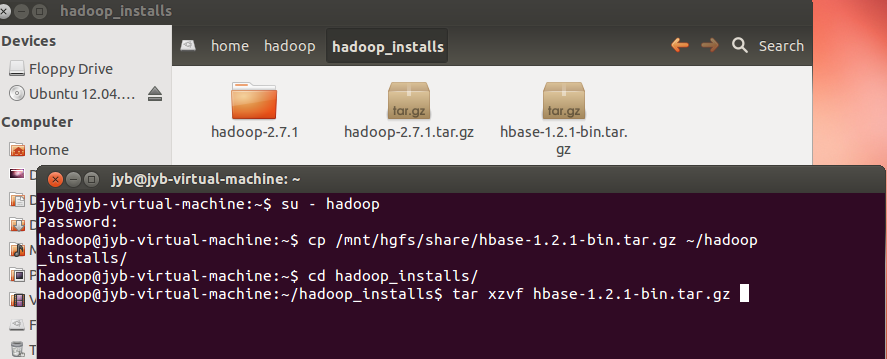 hadoop_installs
Devices
home hadoop hadoop_installs Search
Floppy Drive
Ubuntu 12.04....
Computer
Home
hadoop-2.7.1
tar.gz
hadoop-2.7.1.tar.gz
tar.gz
hbase-1.2.1-bin.tar.
gz
jyb@jyb-virtual-machine: ~
jyb@jyb-virtual-machine:~$ su - hadoop
Password:
hadoop@jyb-virtual-machine:~$ cp /mnt/hgfs/share/hbase-1.2.1-bin.tar.gz ~/hadoop
_installs/
hadoop@jyb-virtual-machine:~$ cd hadoop_installs/
hadoop@jyb-virtual-machine:~/hadoop_installs$ tar xzvf hbase-1.2.1-bin.tar.gz